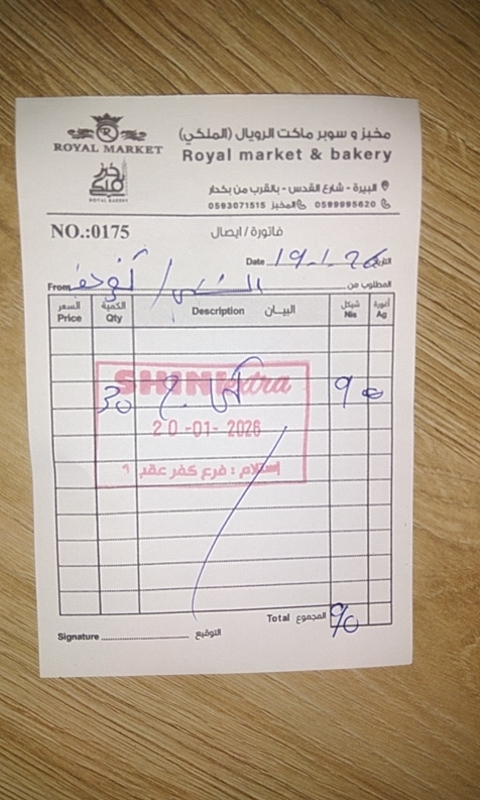 ROYAL MARKET
مخبز و سوبر ماكت الرويال (الملكي)
Royal market & bakery
ROYAL BAKERY
البيرة - شارع القدس - بالقرب من بكدار
0599995620 المخبز 0593071515
NO.:0175
فاتورة / ايصال
Date 19.1.26 التاريخ
From المطلوب من
السعر Price
الكمية Qty
Description البيان
شيكل Nis
أغورة Ag
SHINI extra
30
90
20-01-2026
إستلام : فرع كفر عقب ١
Total المجموع 90
Signature التوقيع